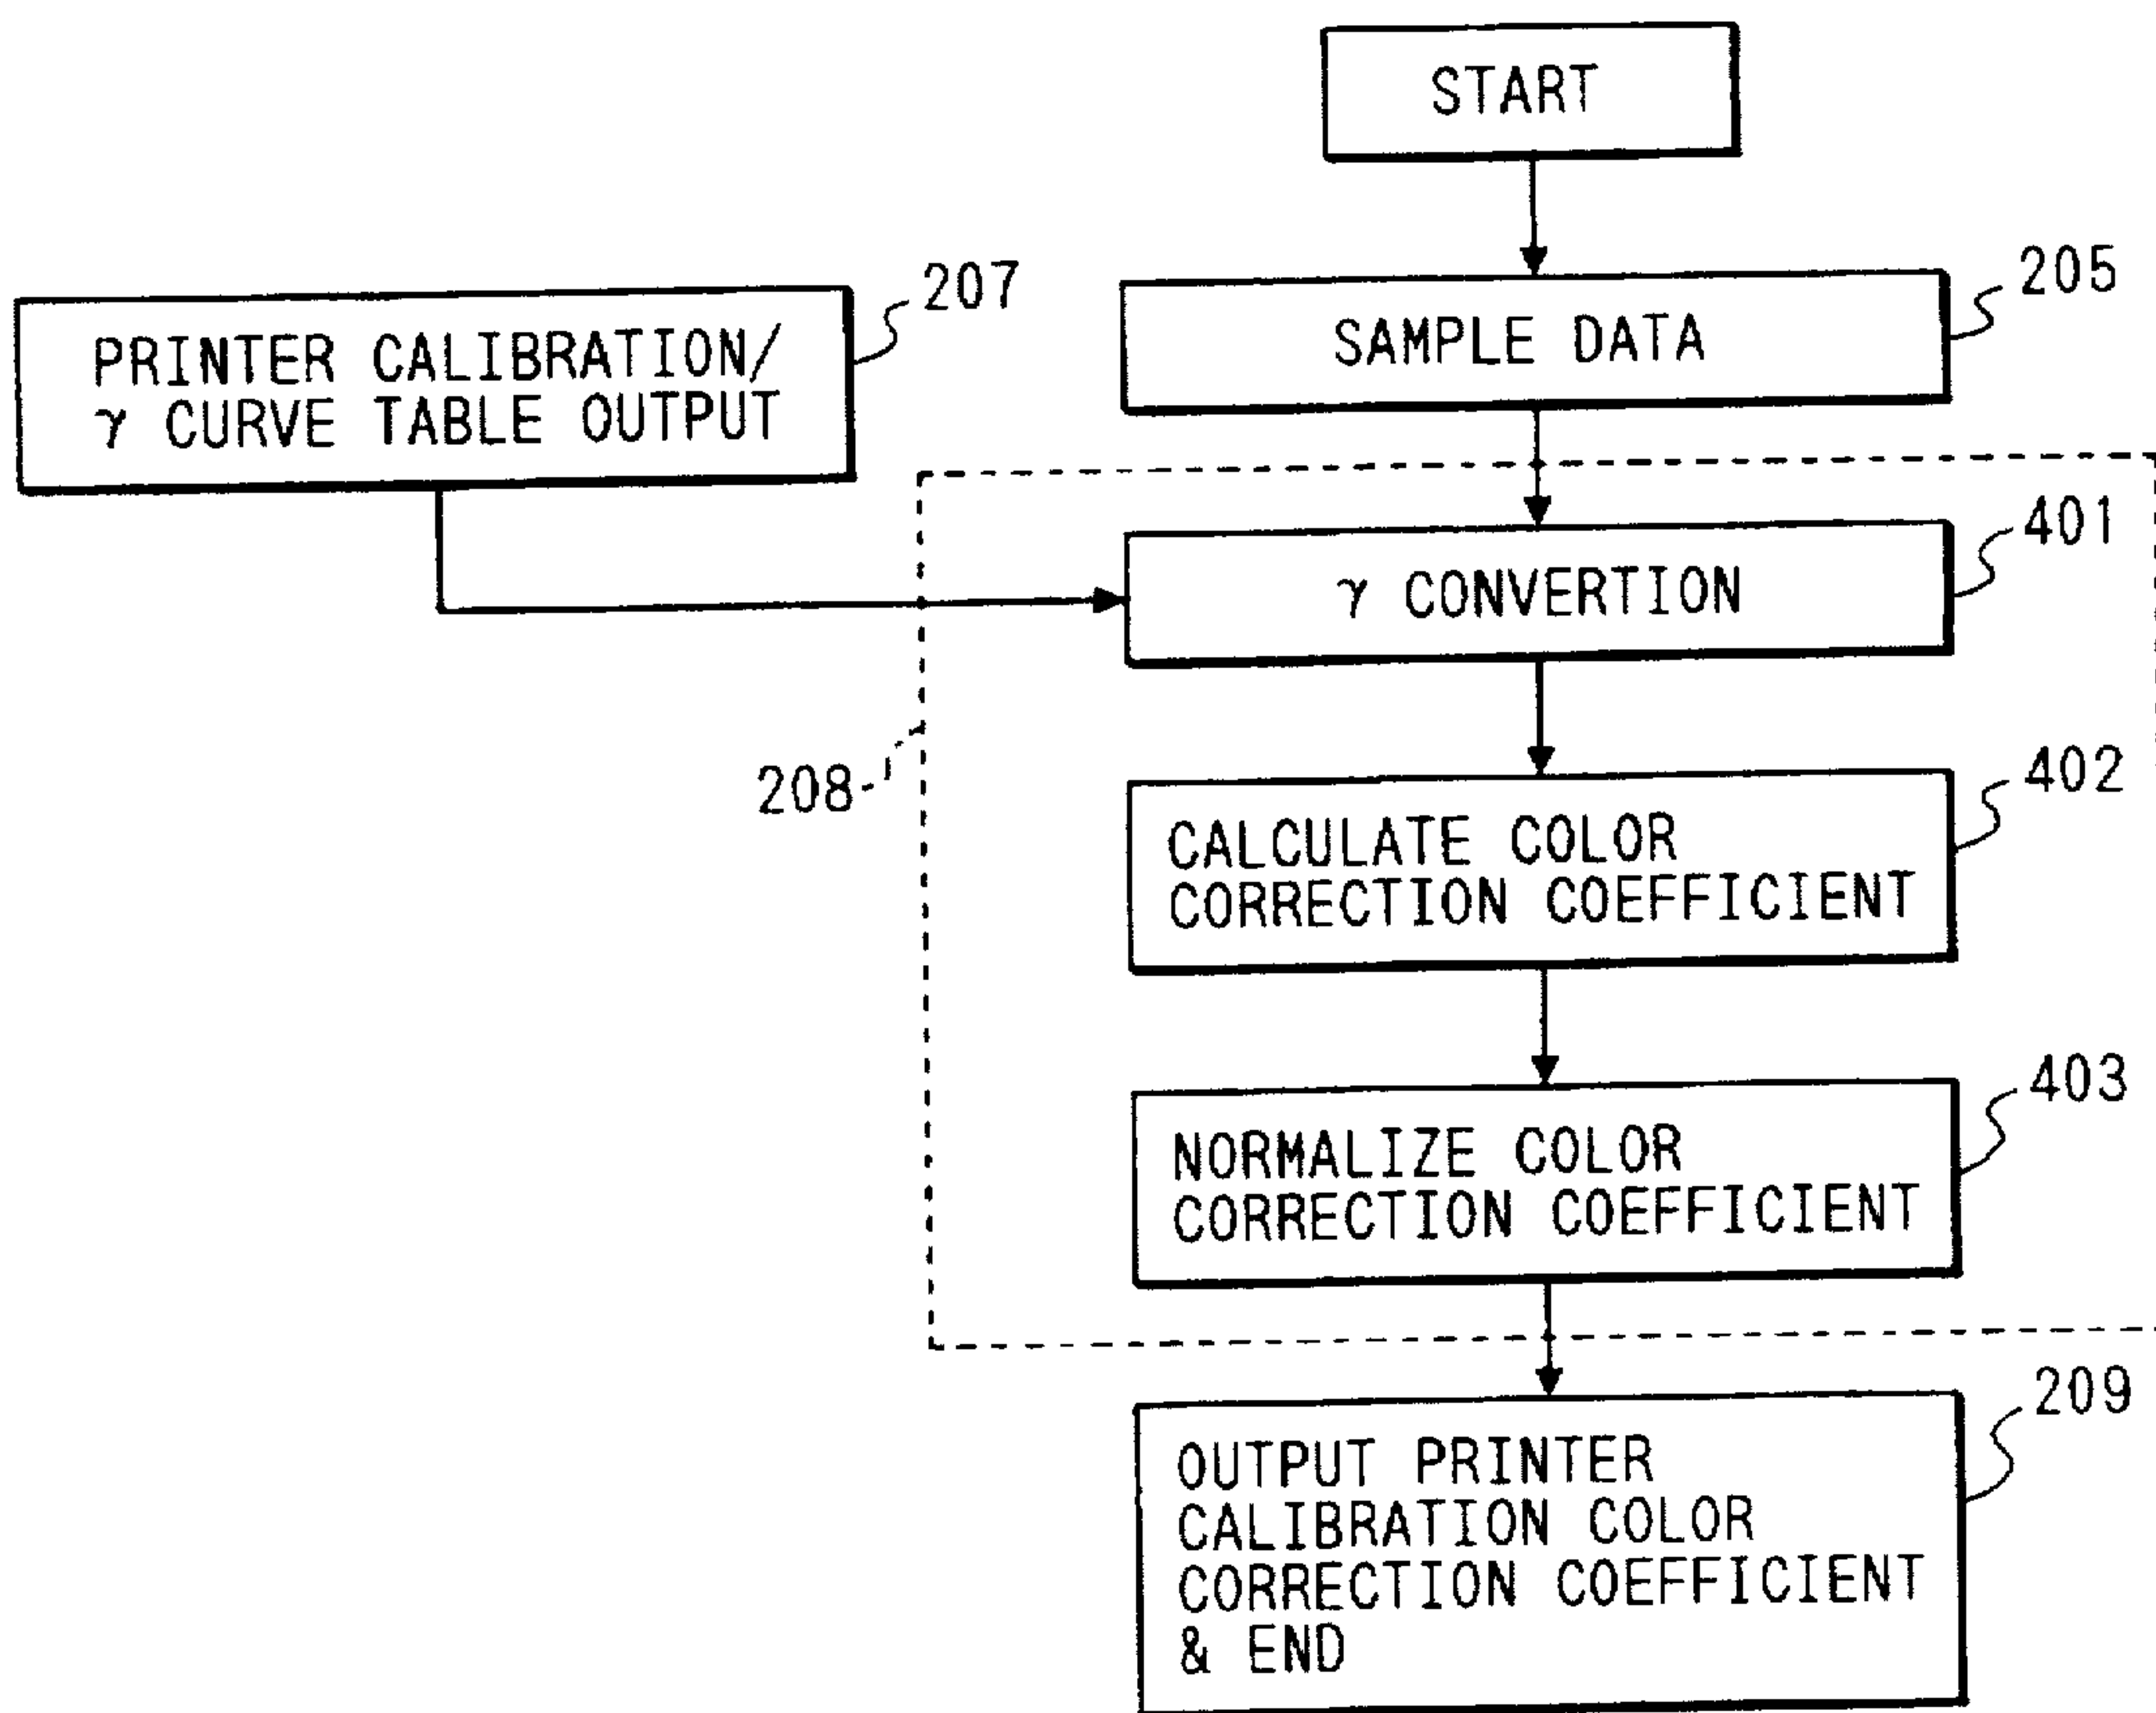 START
205
SAMPLE DATA
207
PRINTER CALIBRATION/
γ CURVE TABLE OUTPUT
401
γ CONVERTION
208
402
CALCULATE COLOR
CORRECTION COEFFICIENT
403
NORMALIZE COLOR
CORRECTION COEFFICIENT
209
OUTPUT PRINTER
CALIBRATION COLOR
CORRECTION COEFFICIENT
& END